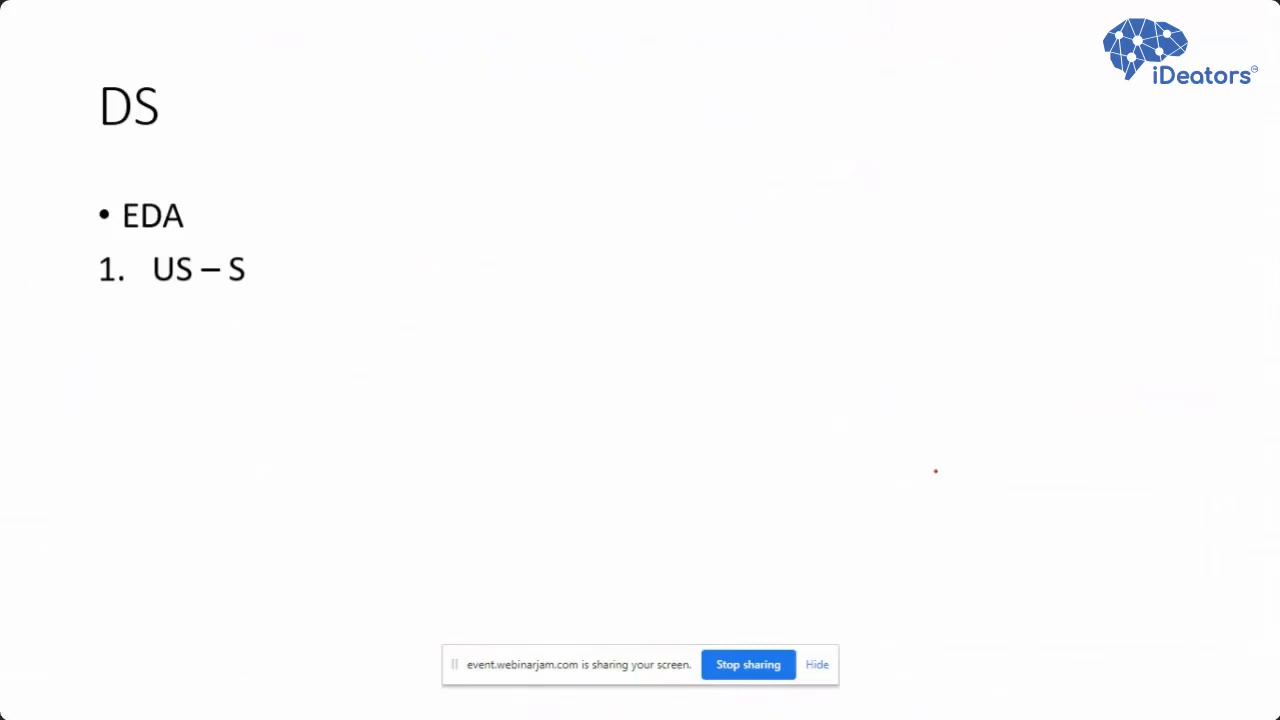 iDeators
DS
• EDA
1. US – S
event.webinarjam.com is sharing your screen. Stop sharing Hide